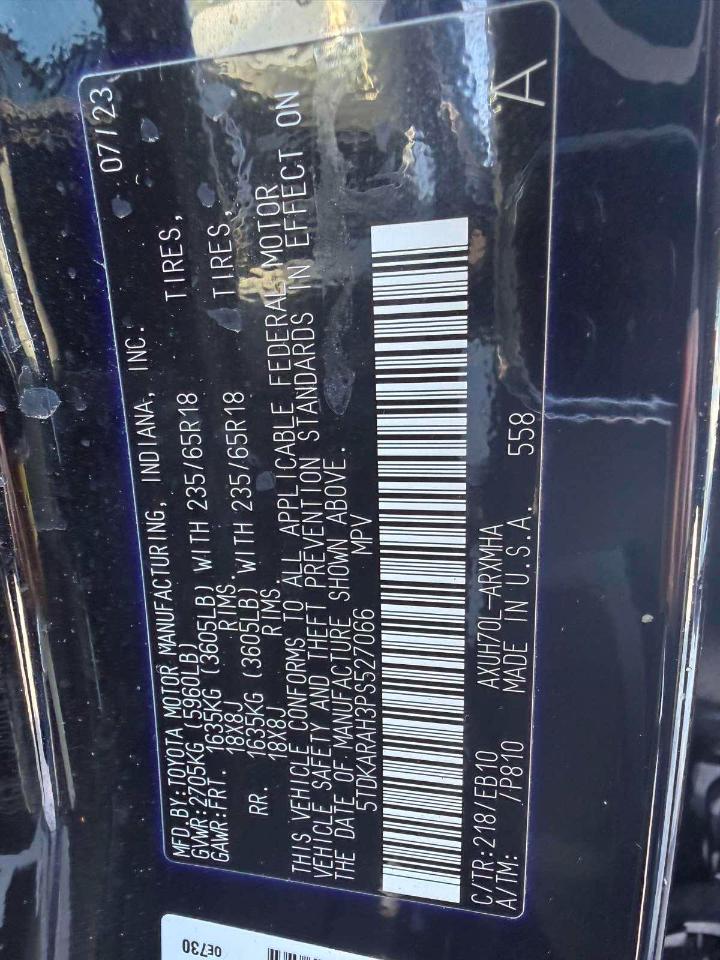 MFD.BY:TOYOTA MOTOR MANUFACTURING, INDIANA, INC. 07/23
GVWR:2705KG (5960LB)
GAWR:FRT. 1635KG (3605LB) WITH 235/65R18 TIRES,
18X8J RIMS.
RR. 1635KG (3605LB) WITH 235/65R18 TIRES,
18X8J RIMS.
THIS VEHICLE CONFORMS TO ALL APPLICABLE FEDERAL MOTOR
VEHICLE SAFETY AND THEFT PREVENTION STANDARDS IN EFFECT ON
THE DATE OF MANUFACTURE SHOWN ABOVE.
5TDKARAH3PS527066 MPV
C/TR:218/EB10 AXUH70L-ARXMHA 558
A/TM: /P810 MADE IN U.S.A. A
0E730